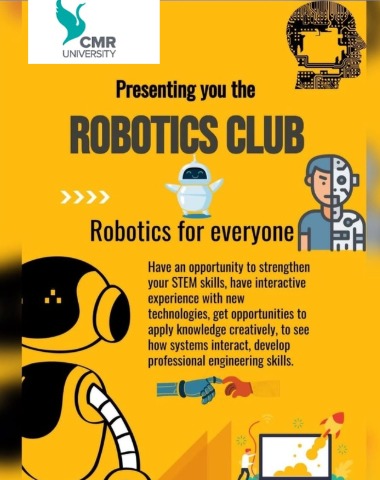 CMR
UNIVERSITY
Presenting you the
ROBOTICS CLUB
Robotics for everyone
Have an opportunity to strengthen
your STEM skills, have interactive
experience with new
technologies, get opportunities to
apply knowledge creatively, to see
how systems interact, develop
professional engineering skills.